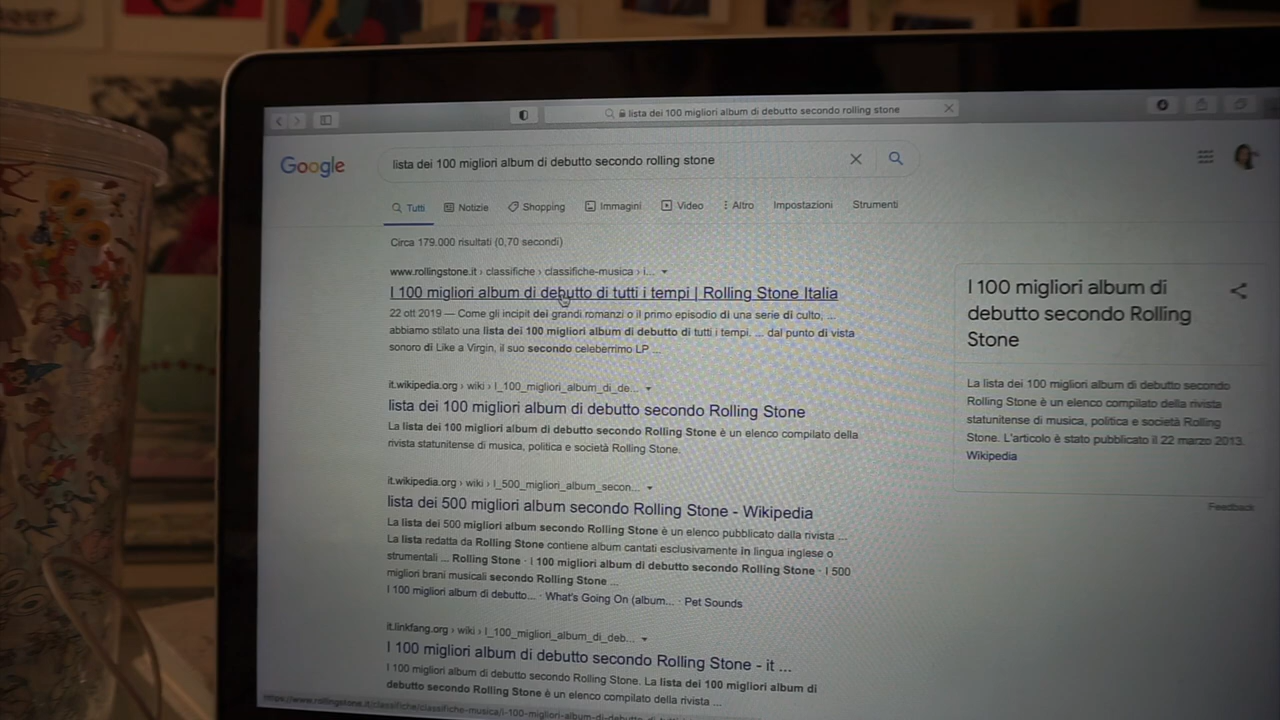 lista dei 100 migliori album di debutto secondo rolling stone
Google
lista dei 100 migliori album di debutto secondo rolling stone
Tutti Notizie Shopping Immagini Video Altro Impostazioni Strumenti
Circa 179.000 risultati (0,70 secondi)
www.rollingstone.it › classifiche › classifiche-musica › i...
I 100 migliori album di debutto di tutti i tempi | Rolling Stone Italia
22 ott 2019 — Come gli incipit dei grandi romanzi o il primo episodio di una serie di culto, ...
abbiamo stilato una lista dei 100 migliori album di debutto di tutti i tempi. ... dal punto di vista
sonoro di Like a Virgin, il suo secondo celeberrimo LP ...
it.wikipedia.org › wiki › I_100_migliori_album_di_de...
lista dei 100 migliori album di debutto secondo Rolling Stone
La lista dei 100 migliori album di debutto secondo Rolling Stone è un elenco compilato della
rivista statunitense di musica, politica e società Rolling Stone.
it.wikipedia.org › wiki › I_500_migliori_album_secon...
lista dei 500 migliori album secondo Rolling Stone - Wikipedia
La lista dei 500 migliori album secondo Rolling Stone è un elenco pubblicato dalla rivista ...
La lista redatta da Rolling Stone contiene album cantati esclusivamente in lingua inglese o
strumentali ... Rolling Stone · I 100 migliori album di debutto secondo Rolling Stone · I 500
migliori brani musicali secondo Rolling Stone ...
I 100 migliori album di debutto... · What's Going On (album... · Pet Sounds
it.linkfang.org › wiki › I_100_migliori_album_di_deb...
I 100 migliori album di debutto secondo Rolling Stone - it ...
I 100 migliori album di debutto secondo Rolling Stone. La lista dei 100 migliori album di
debutto secondo Rolling Stone è un elenco compilato della rivista ...
I 100 migliori album di
debutto secondo Rolling
Stone
La lista dei 100 migliori album di debutto secondo
Rolling Stone è un elenco compilato della rivista
statunitense di musica, politica e società Rolling
Stone. L'articolo è stato pubblicato il 22 marzo 2013.
Wikipedia
Feedback